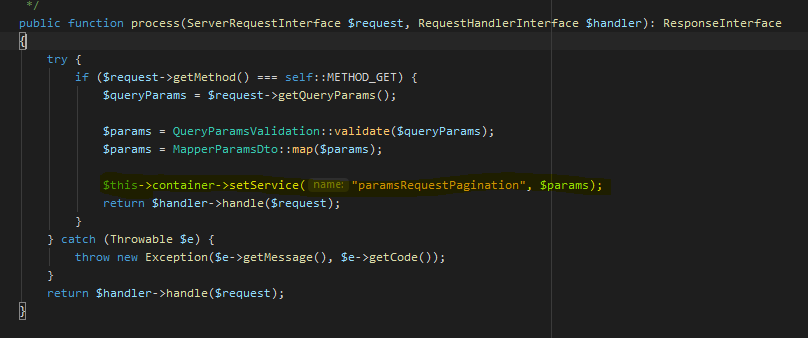 */
public function process(ServerRequestInterface $request, RequestHandlerInterface $handler): ResponseInterface
{
try {
if ($request->getMethod() === self::METHOD_GET) {
$queryParams = $request->getQueryParams();
$params = QueryParamsValidation::validate($queryParams);
$params = MapperParamsDto::map($params);
$this->container->setService( name: "paramsRequestPagination", $params);
return $handler->handle($request);
}
} catch (Throwable $e) {
throw new Exception($e->getMessage(), $e->getCode());
}
return $handler->handle($request);
}